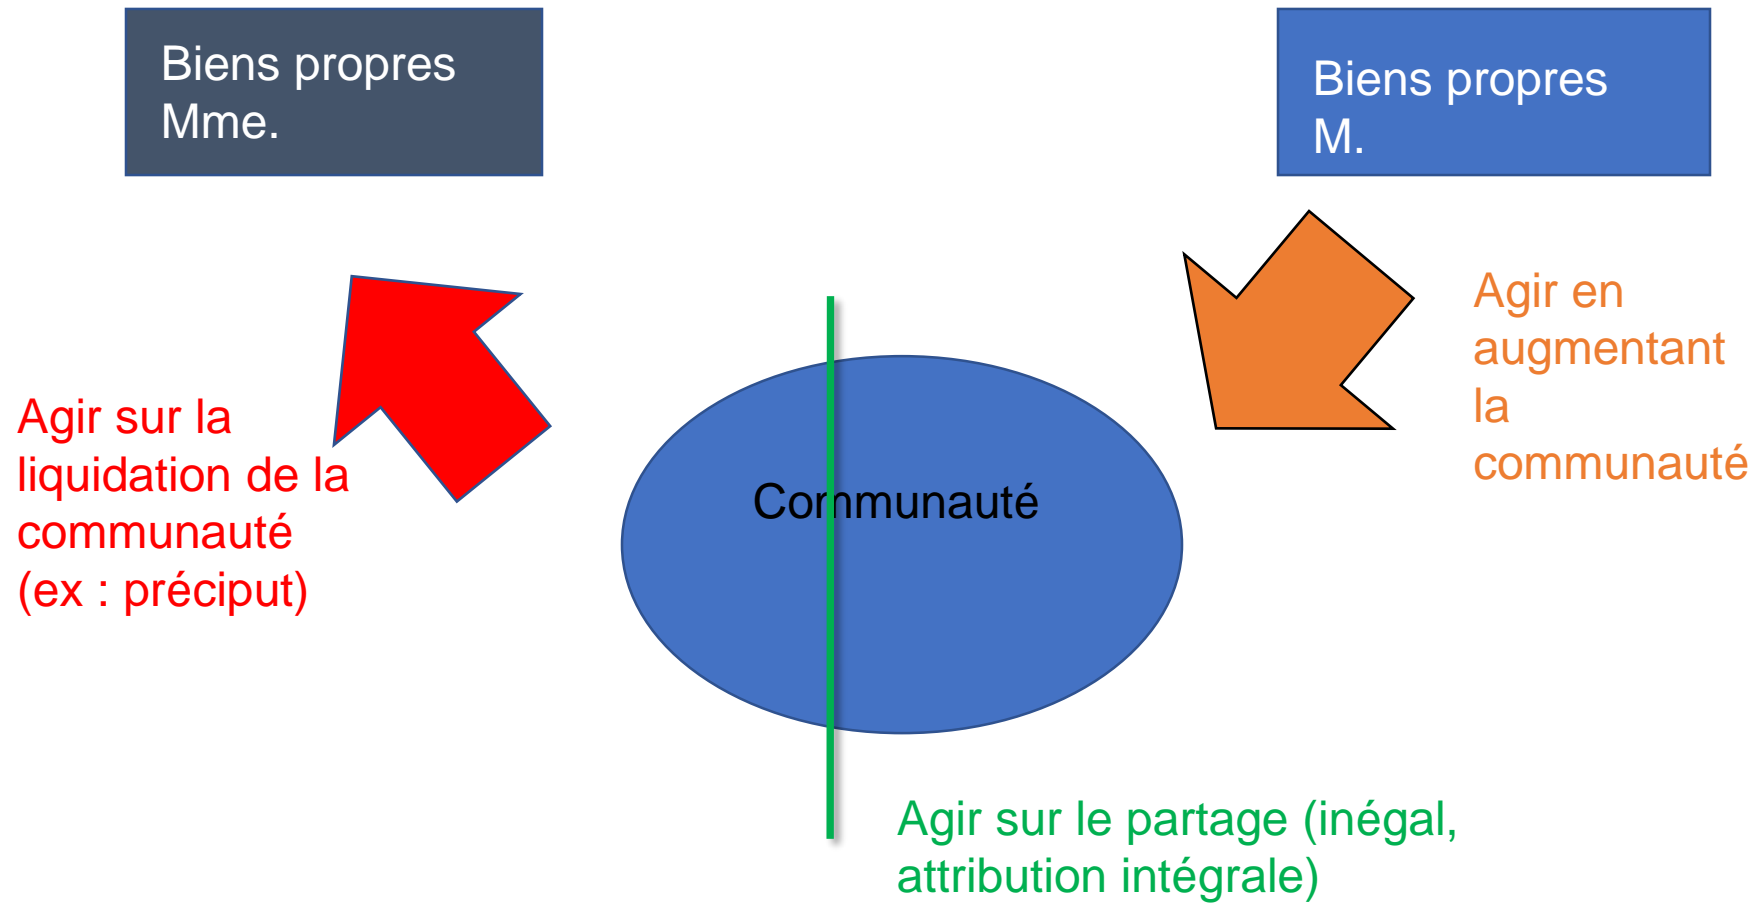 Biens propres
Mme.
Biens propres
M.
Agir en
augmentant
la
communauté
Agir sur la
liquidation de la
communauté
(ex : préciput)
Communauté
Agir sur le partage (inégal,
attribution intégrale)